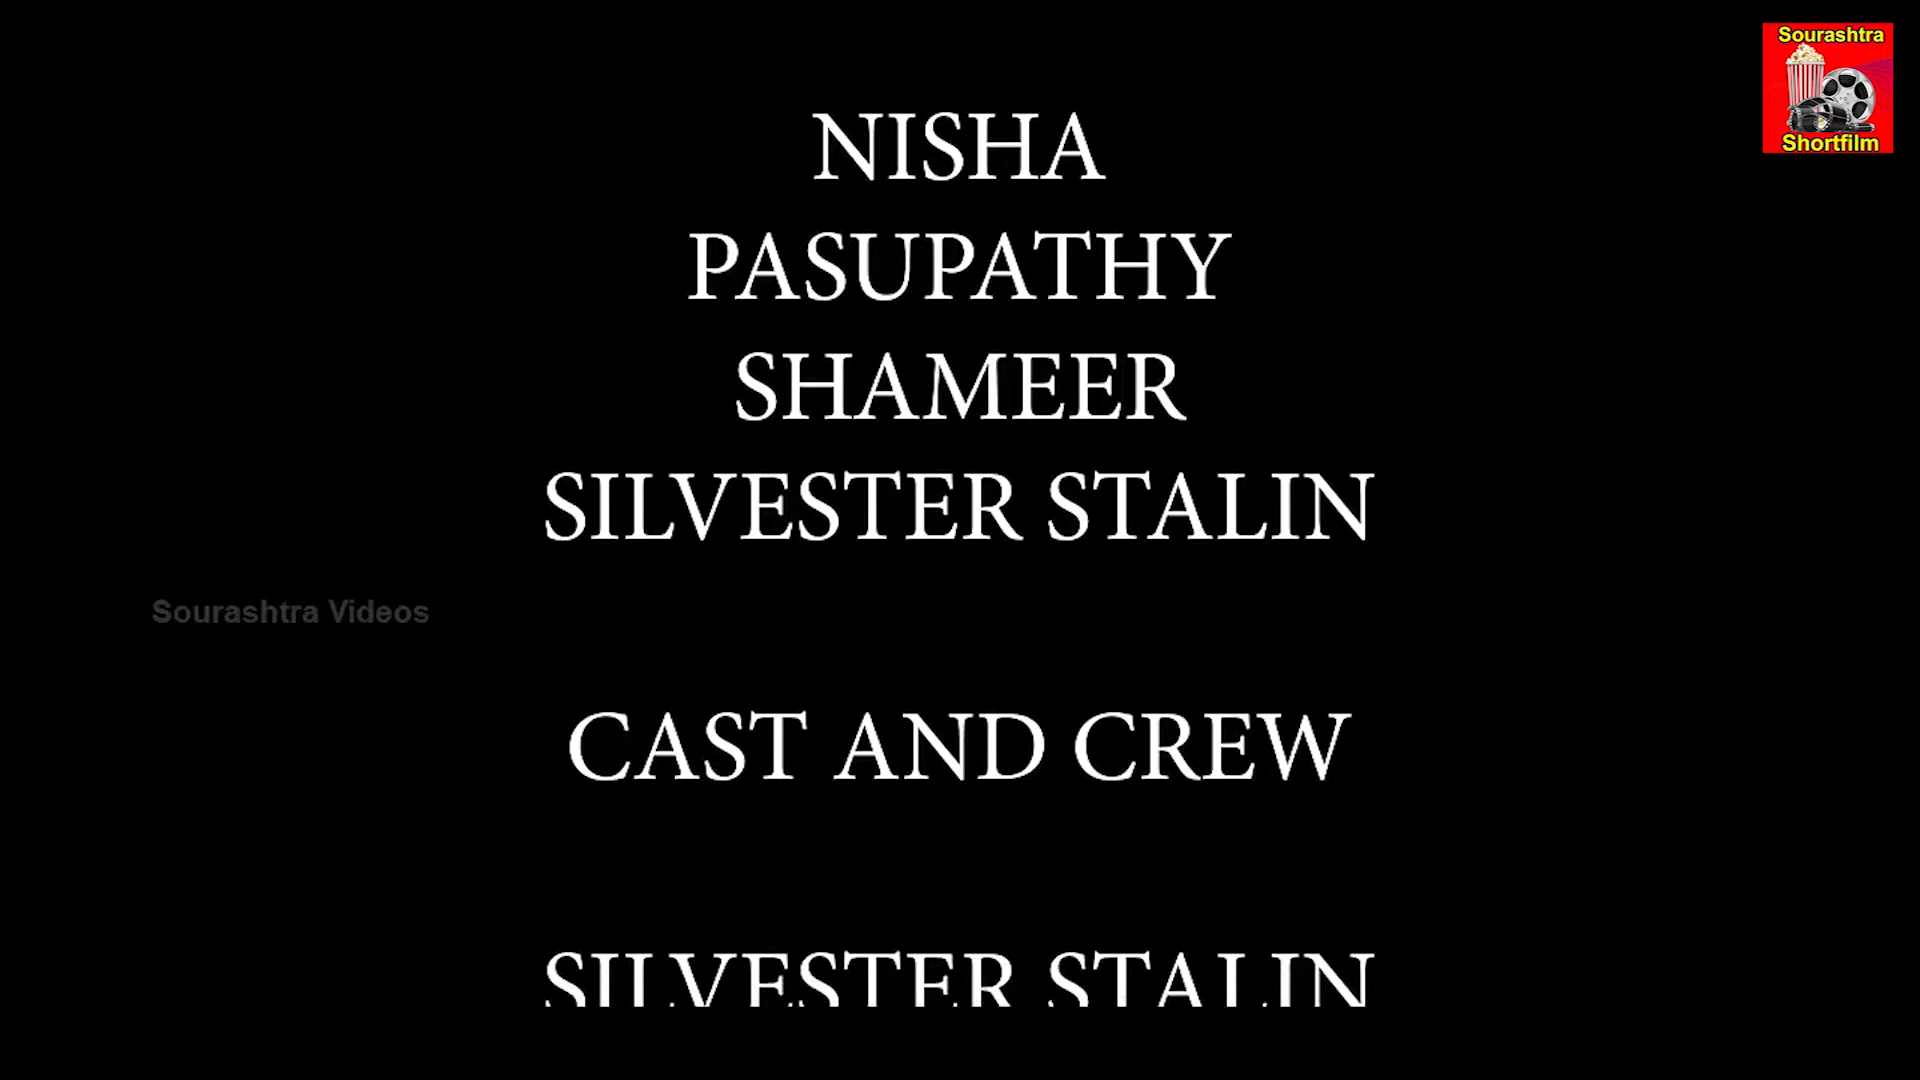 Sourashtra
Shortfilm
NISHA
PASUPATHY
SHAMEER
SILVESTER STALIN
Sourashtra Videos
CAST AND CREW
SILVESTER STALIN